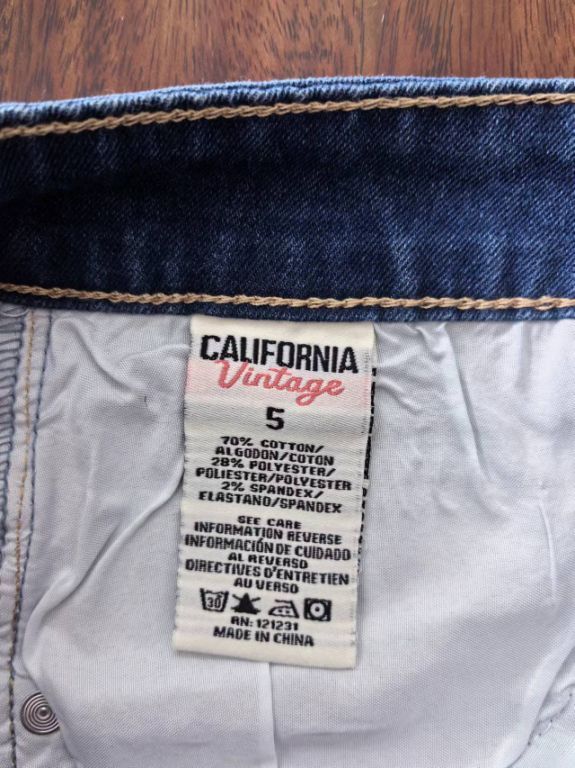 CALIFORNIA
Vintage
5
70% COTTON/
ALGODON/COTON
28% POLYESTER/
POLIESTER/POLYESTER
2% SPANDEX/
ELASTANO/SPANDEX
SEE CARE
INFORMATION REVERSE
INFORMACIÓN DE CUIDADO
AL REVERSO
DIRECTIVES D'ENTRETIEN
AU VERSO
30
RN: 121231
MADE IN CHINA